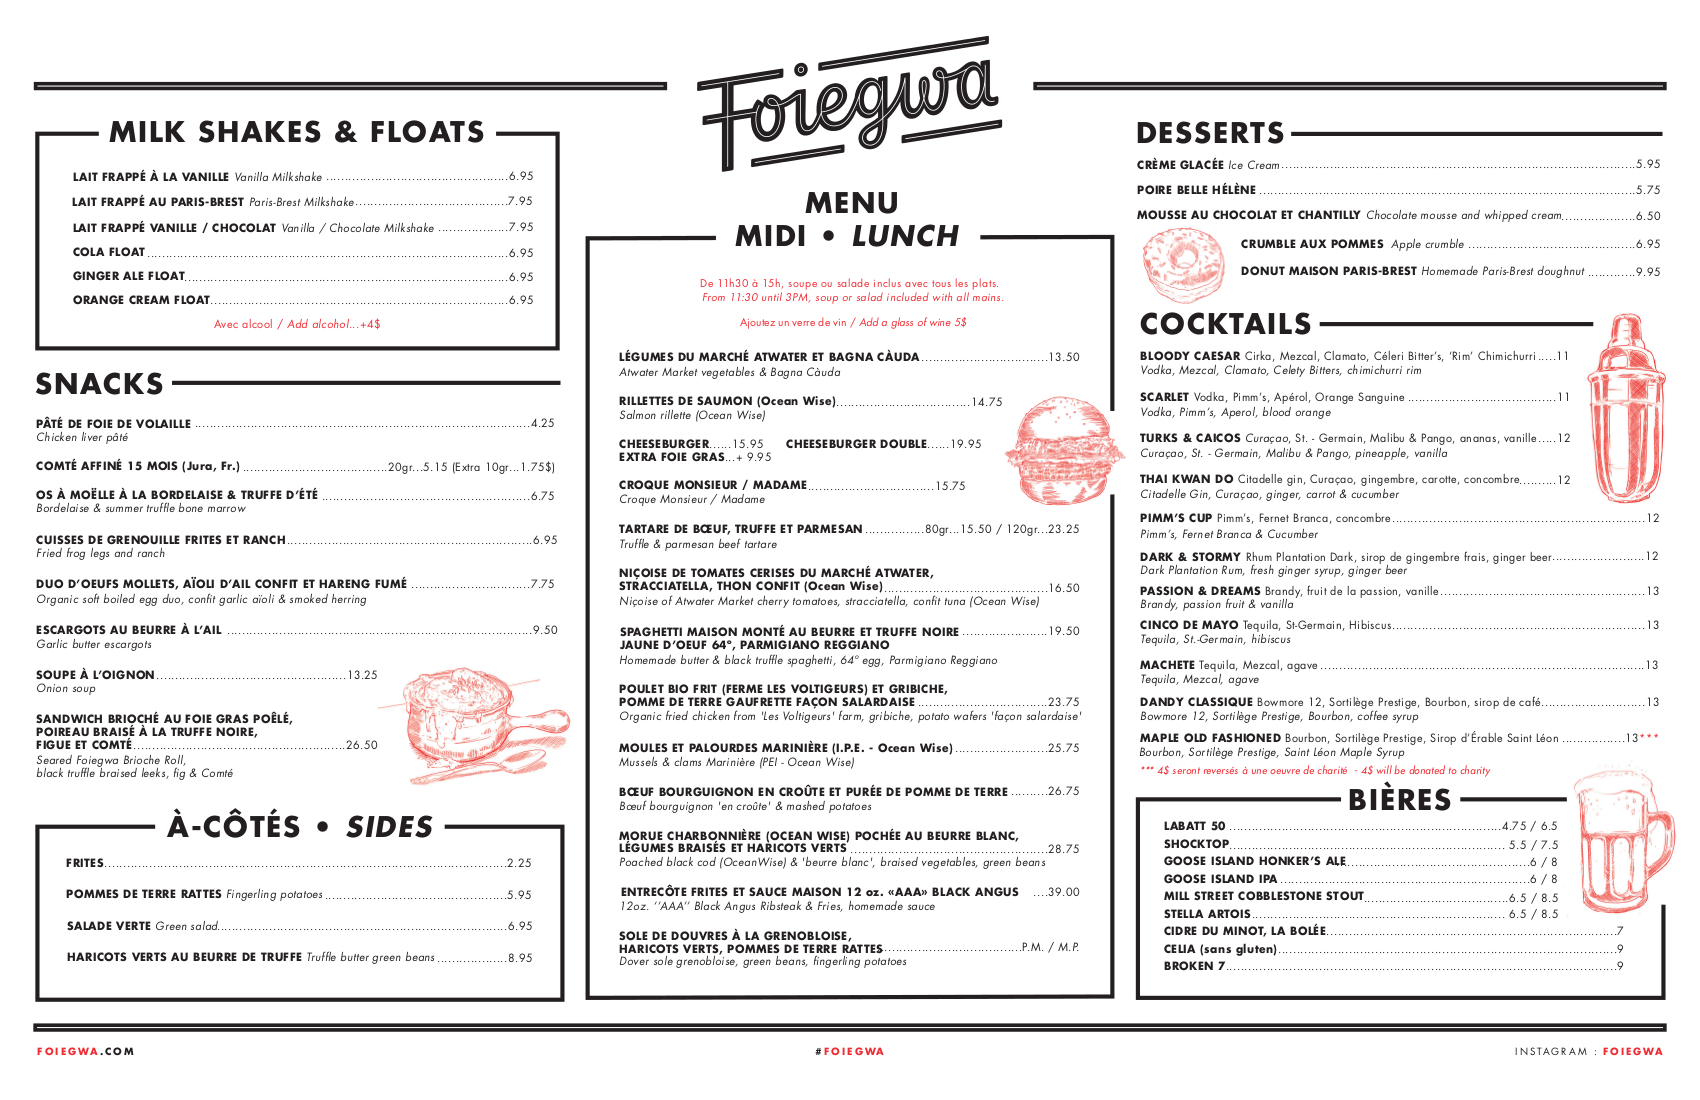 Foiegwa
MILK SHAKES & FLOATS
LAIT FRAPPÉ À LA VANILLE Vanilla Milkshake ................................................6.95
LAIT FRAPPÉ AU PARIS-BREST Paris-Brest Milkshake........................................7.95
LAIT FRAPPÉ VANILLE / CHOCOLAT Vanilla / Chocolate Milkshake ...................7.95
COLA FLOAT...............................................................................................6.95
GINGER ALE FLOAT.....................................................................................6.95
ORANGE CREAM FLOAT..............................................................................6.95
Avec alcool / Add alcohol...+4$
SNACKS
PÂTÉ DE FOIE DE VOLAILLE ........................................................................................4.25
Chicken liver pâté
COMTÉ AFFINÉ 15 MOIS (Jura, Fr.) ......................................20gr...5.15 (Extra 10gr...1.75$)
OS À MOËLLE À LA BORDELAISE & TRUFFE D’ÉTÉ .......................................................6.75
Bordelaise & summer truffle bone marrow
CUISSES DE GRENOUILLE FRITES ET RANCH.................................................................6.95
Fried frog legs and ranch
DUO D’OEUFS MOLLETS, AÏOLI D’AIL CONFIT ET HARENG FUMÉ ...............................7.75
Organic soft boiled egg duo, confit garlic aïoli & smoked herring
ESCARGOTS AU BEURRE À L’AIL ................................................................................9.50
Garlic butter escargots
SOUPE À L’OIGNON..................................................13.25
Onion soup
SANDWICH BRIOCHÉ AU FOIE GRAS POÊLÉ,
POIREAU BRAISÉ À LA TRUFFE NOIRE,
FIGUE ET COMTÉ........................................................26.50
Seared Foiegwa Brioche Roll,
black truffle braised leeks, fig & Comté
À-CÔTÉS • SIDES
FRITES..........................................................................................................2.25
POMMES DE TERRE RATTES Fingerling potatoes ................................................5.95
SALADE VERTE Green salad............................................................................6.95
HARICOTS VERTS AU BEURRE DE TRUFFE Truffle butter green beans ..................8.95
MENU
MIDI • LUNCH
De 11h30 à 15h, soupe ou salade inclus avec tous les plats.
From 11:30 until 3PM, soup or salad included with all mains.
Ajoutez un verre de vin / Add a glass of wine 5$
LÉGUMES DU MARCHÉ ATWATER ET BAGNA CÀUDA.................................13.50
Atwater Market vegetables & Bagna Càuda
RILLETTES DE SAUMON (Ocean Wise)...................................14.75
Salmon rillette (Ocean Wise)
CHEESEBURGER......15.95 CHEESEBURGER DOUBLE......19.95
EXTRA FOIE GRAS...+ 9.95
CROQUE MONSIEUR / MADAME.................................15.75
Croque Monsieur / Madame
TARTARE DE BŒUF, TRUFFE ET PARMESAN ...............80gr...15.50 / 120gr...23.25
Truffle & parmesan beef tartare
NIÇOISE DE TOMATES CERISES DU MARCHÉ ATWATER,
STRACCIATELLA, THON CONFIT (Ocean Wise)...........................................16.50
Niçoise of Atwater Market cherry tomatoes, stracciatella, confit tuna (Ocean Wise)
SPAGHETTI MAISON MONTÉ AU BEURRE ET TRUFFE NOIRE .......................19.50
JAUNE D’OEUF 64°, PARMIGIANO REGGIANO
Homemade butter & black truffle spaghetti, 64° egg, Parmigiano Reggiano
POULET BIO FRIT (FERME LES VOLTIGEURS) ET GRIBICHE,
POMME DE TERRE GAUFRETTE FAÇON SALARDAISE ..................................23.75
Organic fried chicken from 'Les Voltigeurs' farm, gribiche, potato wafers 'façon salardaise'
MOULES ET PALOURDES MARINIÈRE (I.P.E. - Ocean Wise).........................25.75
Mussels & clams Marinière (PEI - Ocean Wise)
BŒUF BOURGUIGNON EN CROÛTE ET PURÉE DE POMME DE TERRE ..........26.75
Bœuf bourguignon 'en croûte' & mashed potatoes
MORUE CHARBONNIÈRE (OCEAN WISE) POCHÉE AU BEURRE BLANC,
LÉGUMES BRAISÉS ET HARICOTS VERTS ....................................................28.75
Poached black cod (OceanWise) & 'beurre blanc', braised vegetables, green beans
ENTRECÔTE FRITES ET SAUCE MAISON 12 oz. «AAA» BLACK ANGUS ....39.00
12oz. ‘‘AAA’’ Black Angus Ribsteak & Fries, homemade sauce
SOLE DE DOUVRES À LA GRENOBLOISE,
HARICOTS VERTS, POMMES DE TERRE RATTES....................................P.M. / M.P.
Dover sole grenobloise, green beans, fingerling potatoes
DESSERTS
CRÈME GLACÉE Ice Cream.............................................................................................5.95
POIRE BELLE HÉLÈNE ...................................................................................................5.75
MOUSSE AU CHOCOLAT ET CHANTILLY Chocolate mousse and whipped cream...................6.50
CRUMBLE AUX POMMES Apple crumble ............................................6.95
DONUT MAISON PARIS-BREST Homemade Paris-Brest doughnut ............9.95
COCKTAILS
BLOODY CAESAR Cirka, Mezcal, Clamato, Céleri Bitter’s, ‘Rim’ Chimichurri .....11
Vodka, Mezcal, Clamato, Celety Bitters, chimichurri rim
SCARLET Vodka, Pimm’s, Apérol, Orange Sanguine .......................................11
Vodka, Pimm’s, Aperol, blood orange
TURKS & CAICOS Curaçao, St. - Germain, Malibu & Pango, ananas, vanille.....12
Curaçao, St. - Germain, Malibu & Pango, pineapple, vanilla
THAI KWAN DO Citadelle gin, Curaçao, gingembre, carotte, concombre..........12
Citadelle Gin, Curaçao, ginger, carrot & cucumber
PIMM’S CUP Pimm’s, Fernet Branca, concombre..................................................................12
Pimm’s, Fernet Branca & Cucumber
DARK & STORMY Rhum Plantation Dark, sirop de gingembre frais, ginger beer........................12
Dark Plantation Rum, fresh ginger syrup, ginger beer
PASSION & DREAMS Brandy, fruit de la passion, vanille......................................................13
Brandy, passion fruit & vanilla
CINCO DE MAYO Tequila, St-Germain, Hibiscus..................................................................13
Tequila, St.-Germain, hibiscus
MACHETE Tequila, Mezcal, agave.....................................................................................13
Tequila, Mezcal, agave
DANDY CLASSIQUE Bowmore 12, Sortilège Prestige, Bourbon, sirop de café...........................13
Bowmore 12, Sortilège Prestige, Bourbon, coffee syrup
MAPLE OLD FASHIONED Bourbon, Sortilège Prestige, Sirop d’Érable Saint Léon .................13***
Bourbon, Sortilège Prestige, Saint Léon Maple Syrup
*** 4$ seront reversés à une oeuvre de charité - 4$ will be donated to charity
BIÈRES
LABATT 50 .......................................................................4.75 / 6.5
SHOCKTOP........................................................................ 5.5 / 7.5
GOOSE ISLAND HONKER’S ALE................................................6 / 8
GOOSE ISLAND IPA .................................................................6 / 8
MILL STREET COBBLESTONE STOUT......................................6.5 / 8.5
STELLA ARTOIS................................................................... 6.5 / 8.5
CIDRE DU MINOT, LA BOLÉE.............................................................................7
CELIA (sans gluten).........................................................................................9
BROKEN 7.......................................................................................................9
FOIEGWA.COM
#FOIEGWA
INSTAGRAM : FOIEGWA